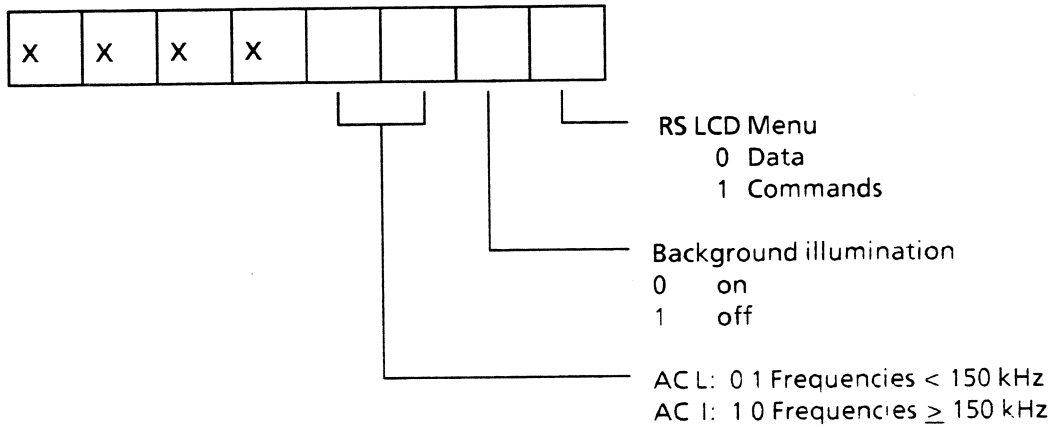 x x x x
RS LCD Menu
0 Data
1 Commands
Background illumination
0 on
1 off
AC L: 0 1 Frequencies < 150 kHz
AC I: 1 0 Frequencies ≥ 150 kHz